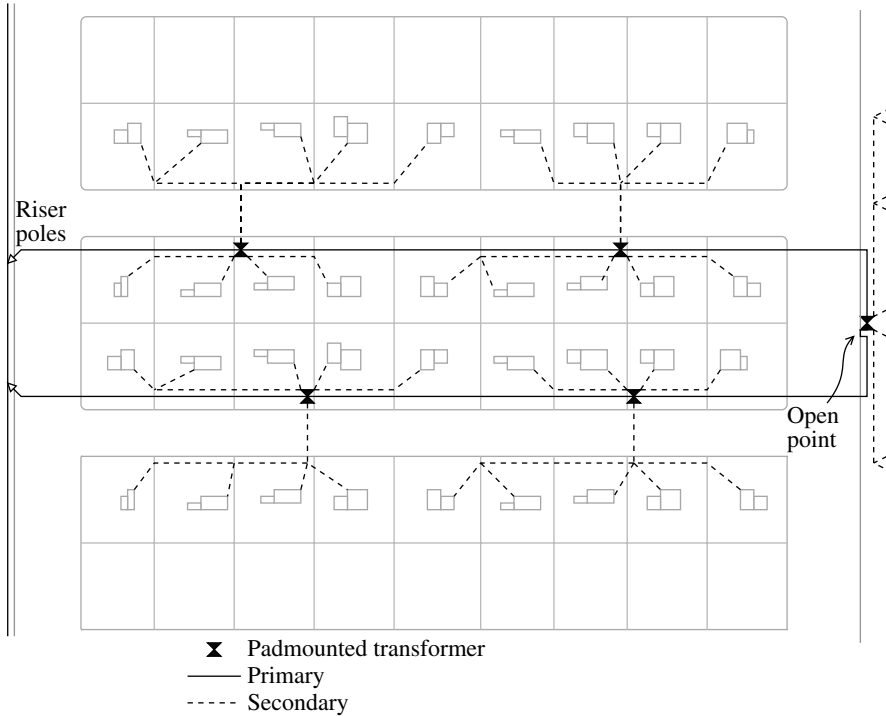 Riser
poles
Open
point
Padmounted transformer
Primary
Secondary